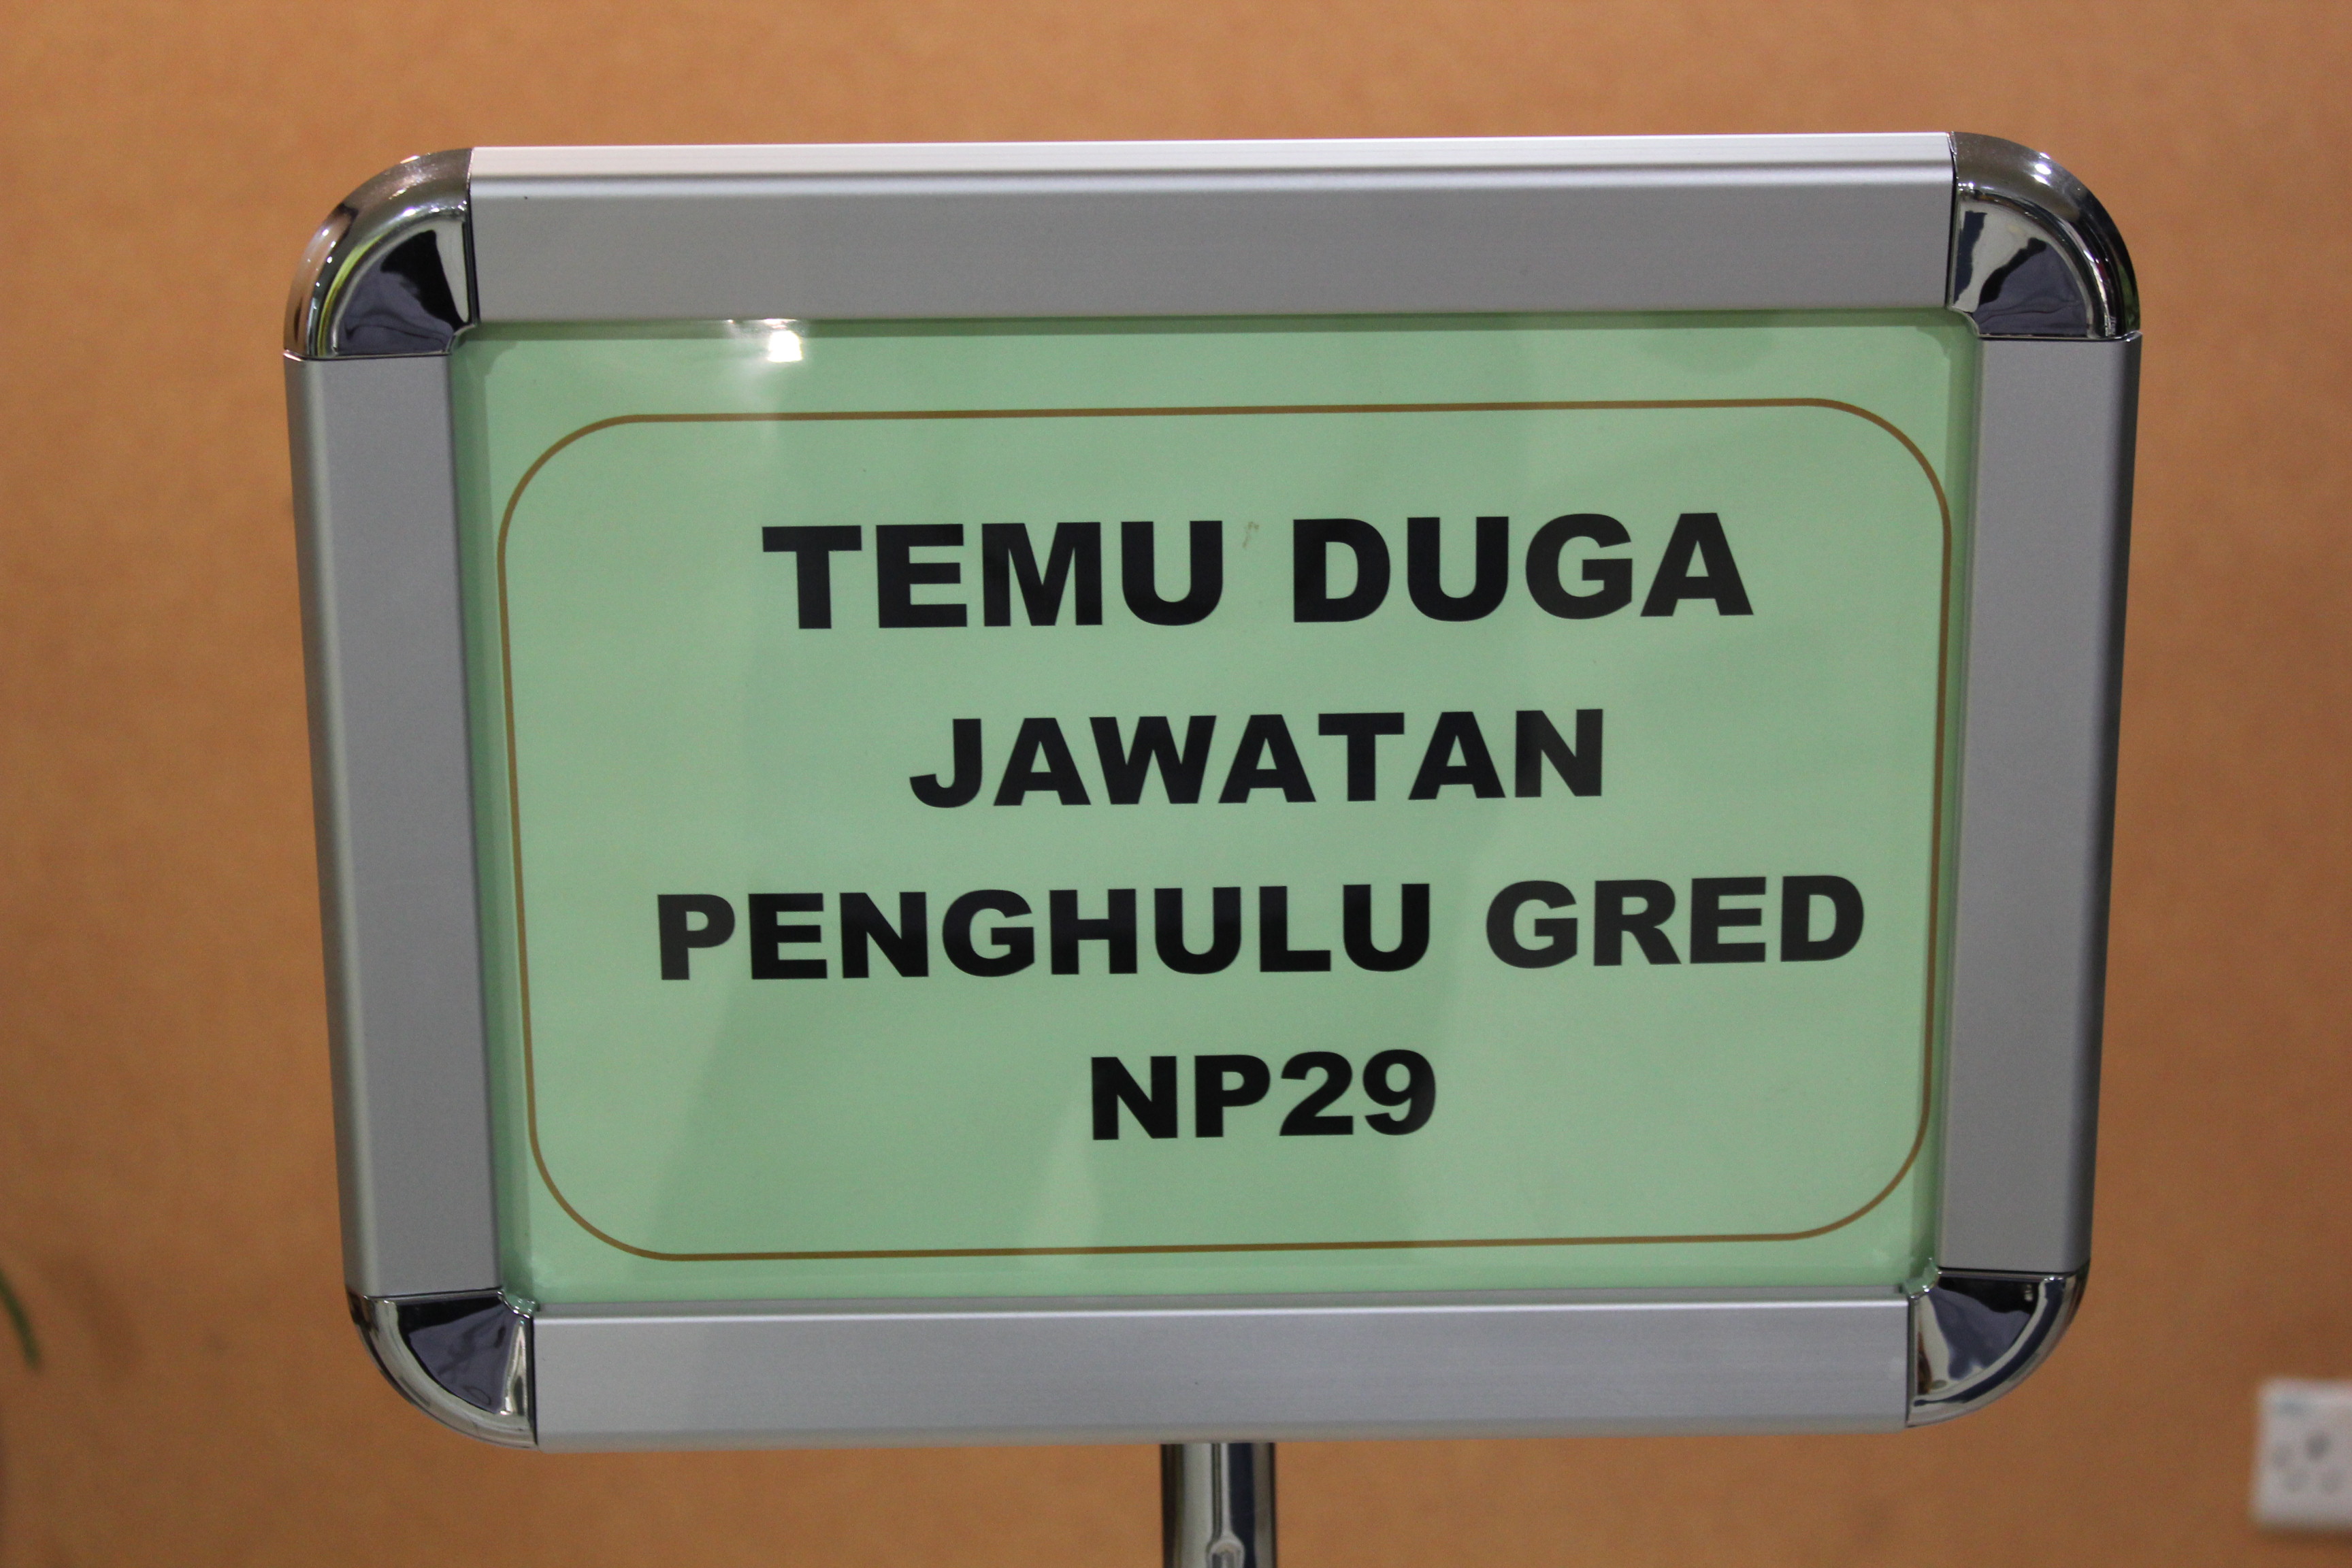 TEMU DUGA
JAWATAN
PENGHULU GRED
NP29